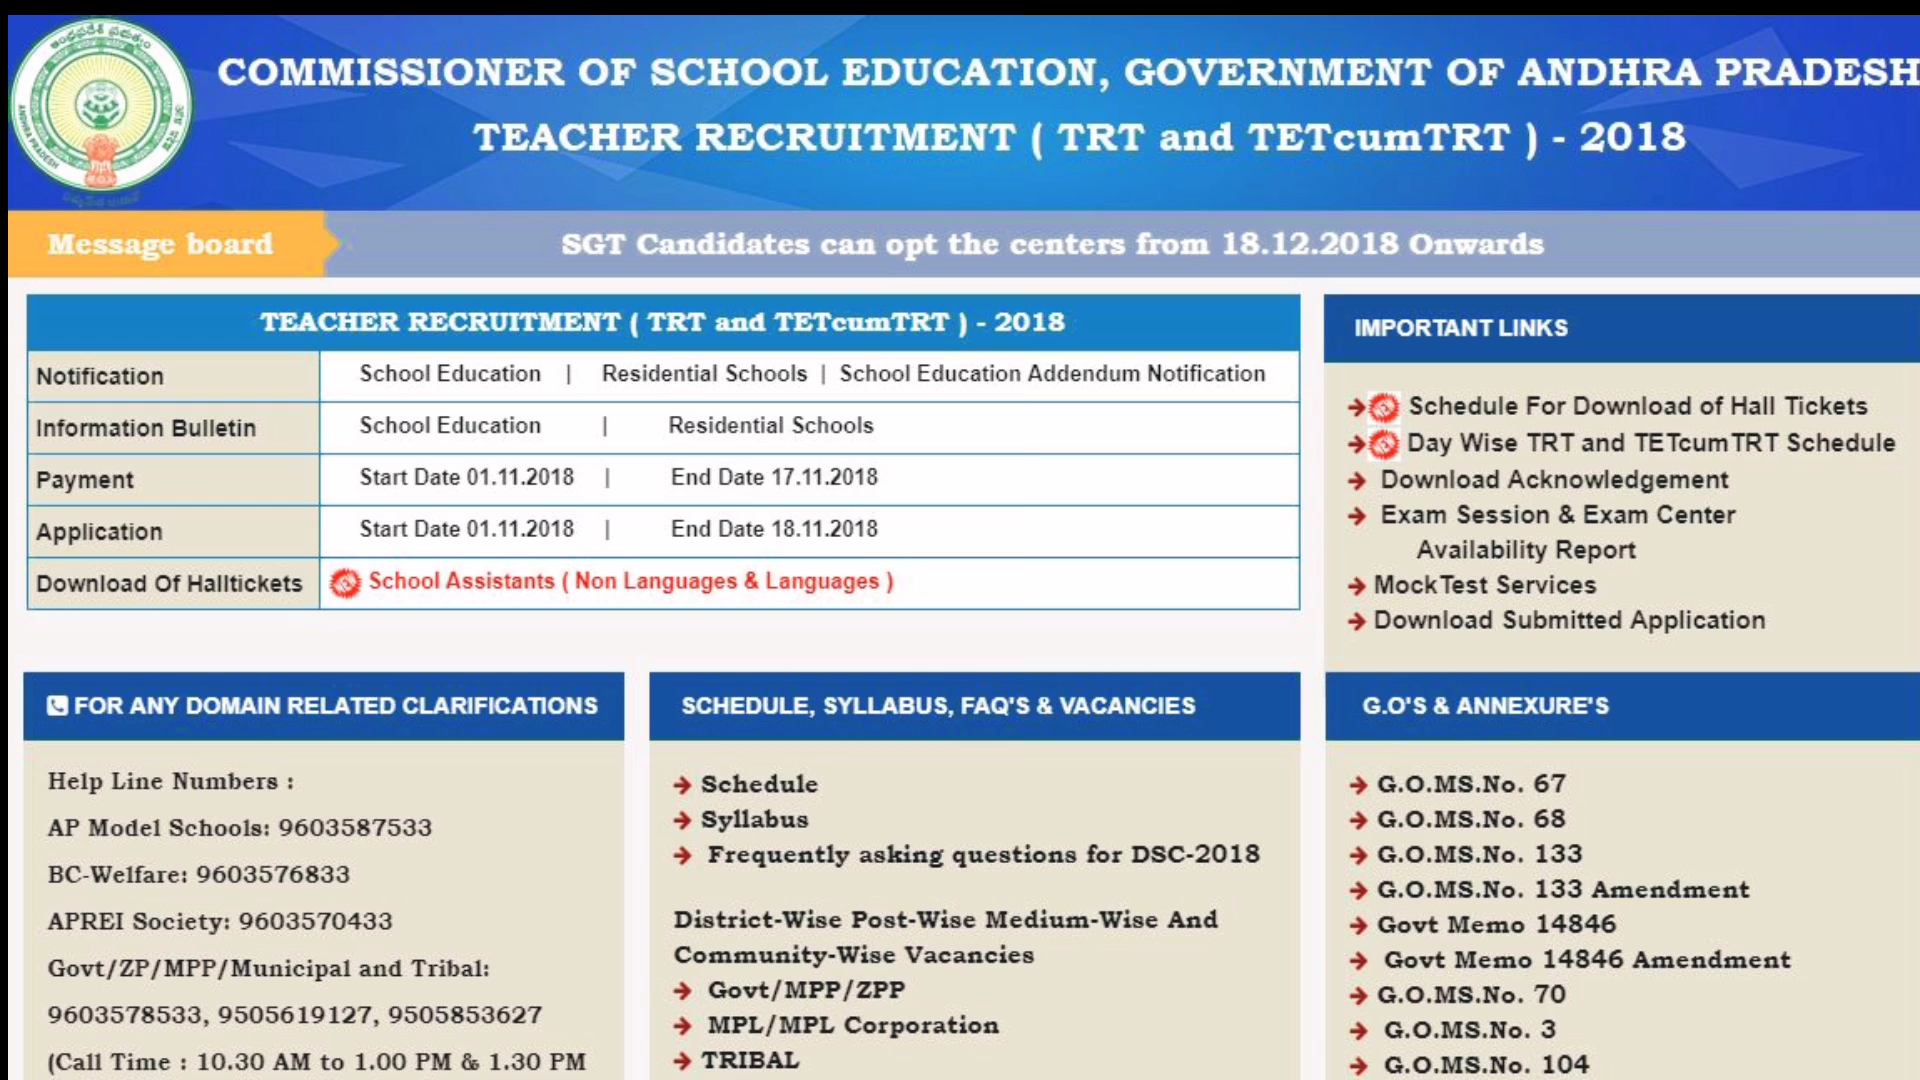 ఆంధ్రప్రదేశ్ ప్రభుత్వం
ANDHRA PRADESH
COMMISSIONER OF SCHOOL EDUCATION, GOVERNMENT OF ANDHRA PRADESH
TEACHER RECRUITMENT ( TRT and TETcumTRT ) - 2018
Message board
SGT Candidates can opt the centers from 18.12.2018 Onwards
TEACHER RECRUITMENT ( TRT and TETcumTRT ) - 2018
Notification School Education | Residential Schools | School Education Addendum Notification
Information Bulletin School Education | Residential Schools
Payment Start Date 01.11.2018 | End Date 17.11.2018
Application Start Date 01.11.2018 | End Date 18.11.2018
Download Of Halltickets School Assistants ( Non Languages & Languages )
IMPORTANT LINKS
Schedule For Download of Hall Tickets
Day Wise TRT and TETcumTRT Schedule
Download Acknowledgement
Exam Session & Exam Center
Availability Report
MockTest Services
Download Submitted Application
FOR ANY DOMAIN RELATED CLARIFICATIONS
Help Line Numbers :
AP Model Schools: 9603587533
BC-Welfare: 9603576833
APREI Society: 9603570433
Govt/ZP/MPP/Municipal and Tribal:
9603578533, 9505619127, 9505853627
(Call Time : 10.30 AM to 1.00 PM & 1.30 PM
SCHEDULE, SYLLABUS, FAQ'S & VACANCIES
Schedule
Syllabus
Frequently asking questions for DSC-2018
District-Wise Post-Wise Medium-Wise And
Community-Wise Vacancies
Govt/MPP/ZPP
MPL/MPL Corporation
TRIBAL
G.O'S & ANNEXURE'S
G.O.MS.No. 67
G.O.MS.No. 68
G.O.MS.No. 133
G.O.MS.No. 133 Amendment
Govt Memo 14846
Govt Memo 14846 Amendment
G.O.MS.No. 70
G.O.MS.No. 3
G.O.MS.No. 104